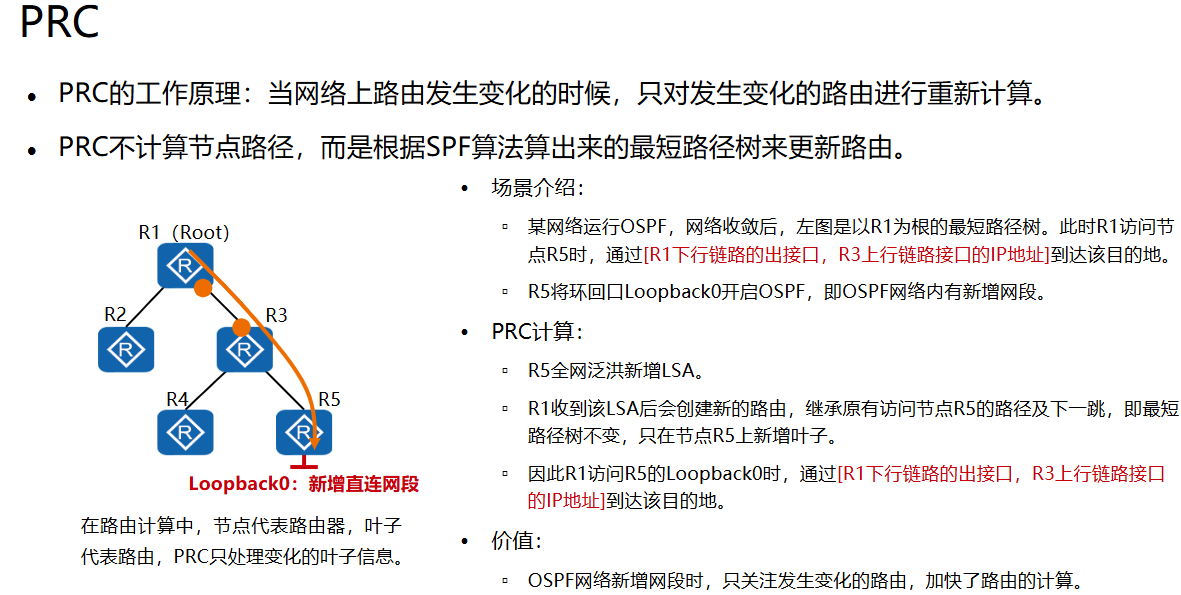 PRC
• PRC的工作原理：当网络上路由发生变化的时候，只对发生变化的路由进行重新计算。
• PRC不计算节点路径，而是根据SPF算法算出来的最短路径树来更新路由。
R1（Root）
R
R2
R
R3
R
R4
R
R5
R
Loopback0：新增直连网段
在路由计算中，节点代表路由器，叶子
代表路由，PRC只处理变化的叶子信息。
• 场景介绍：
▫ 某网络运行OSPF，网络收敛后，左图是以R1为根的最短路径树。此时R1访问节
点R5时，通过[R1下行链路的出接口，R3上行链路接口的IP地址]到达该目的地。
▫ R5将环回口Loopback0开启OSPF，即OSPF网络内有新增网段。
• PRC计算：
▫ R5全网泛洪新增LSA。
▫ R1收到该LSA后会创建新的路由，继承原有访问节点R5的路径及下一跳，即最短
路径树不变，只在节点R5上新增叶子。
▫ 因此R1访问R5的Loopback0时，通过[R1下行链路的出接口，R3上行链路接口
的IP地址]到达该目的地。
• 价值：
▫ OSPF网络新增网段时，只关注发生变化的路由，加快了路由的计算。